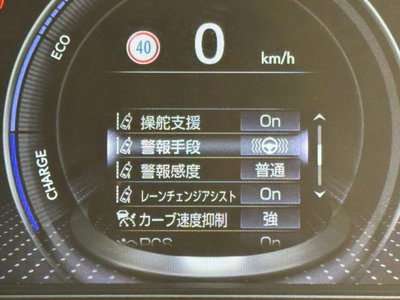 40
0
km/h
ECO
CHARGE
操舵支援 On
警報手段
警報感度 普通
レーンチェンジアシスト On
カーブ速度抑制 強
PCS On